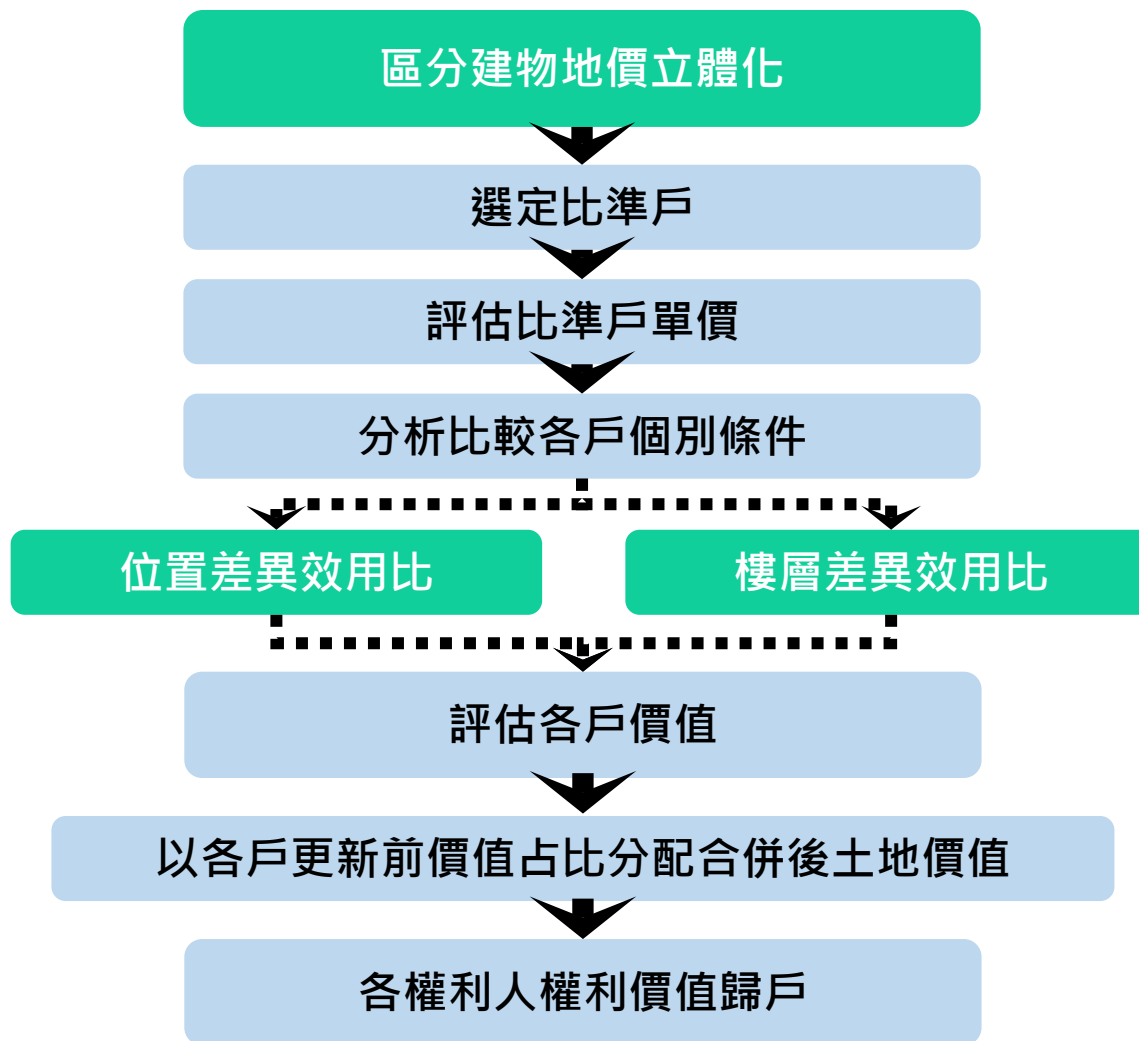 區分建物地價立體化
選定比準戶
評估比準戶單價
分析比較各戶個別條件
位置差異效用比
樓層差異效用比
評估各戶價值
以各戶更新前價值占比分配合併後土地價值
各權利人權利價值歸戶